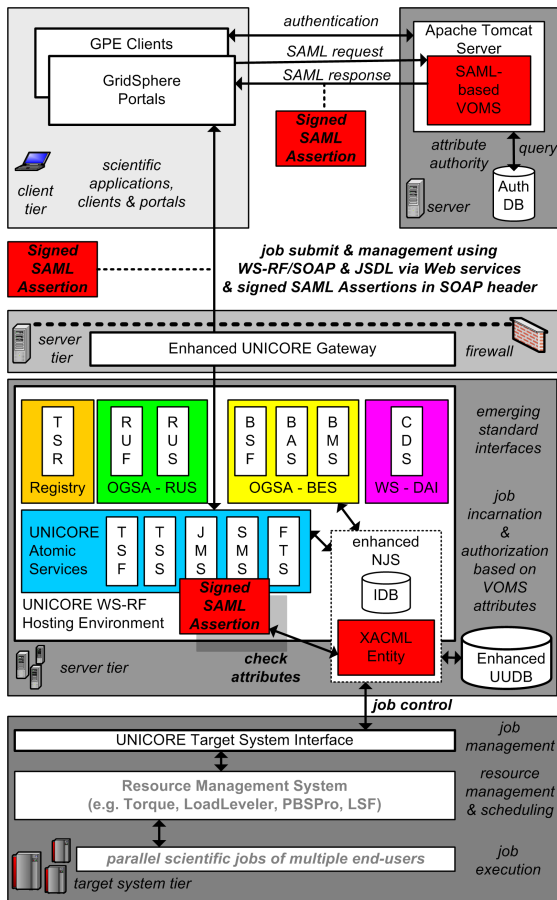 authentication
GPE Clients
GridSphere
Portals
SAML request
SAML response
Apache Tomcat
Server
SAML-
based
VOMS
Signed
SAML
Assertion
attribute
authority
query
Auth
DB
server
client
tier
scientific
applications,
clients & portals
Signed
SAML
Assertion
job submit & management using
WS-RF/SOAP & JSDL via Web services
& signed SAML Assertions in SOAP header
server
tier
Enhanced UNICORE Gateway
firewall
T
S
R
Registry
R
U
F
R
U
S
OGSA - RUS
B
S
F
B
A
S
B
M
S
OGSA - BES
C
D
S
WS - DAI
emerging
standard
interfaces
UNICORE
Atomic
Services
T
S
F
T
S
S
J
M
S
S
M
S
F
T
S
enhanced
NJS
IDB
job
incarnation
&
authorization
based on
VOMS
attributes
Signed
SAML
Assertion
UNICORE WS-RF
Hosting Environment
XACML
Entity
Enhanced
UUDB
server tier
check
attributes
job control
UNICORE Target System Interface
job
management
Resource Management System
(e.g. Torque, LoadLeveler, PBSPro, LSF)
resource
management
& scheduling
parallel scientific jobs of multiple end-users
job
execution
target system tier